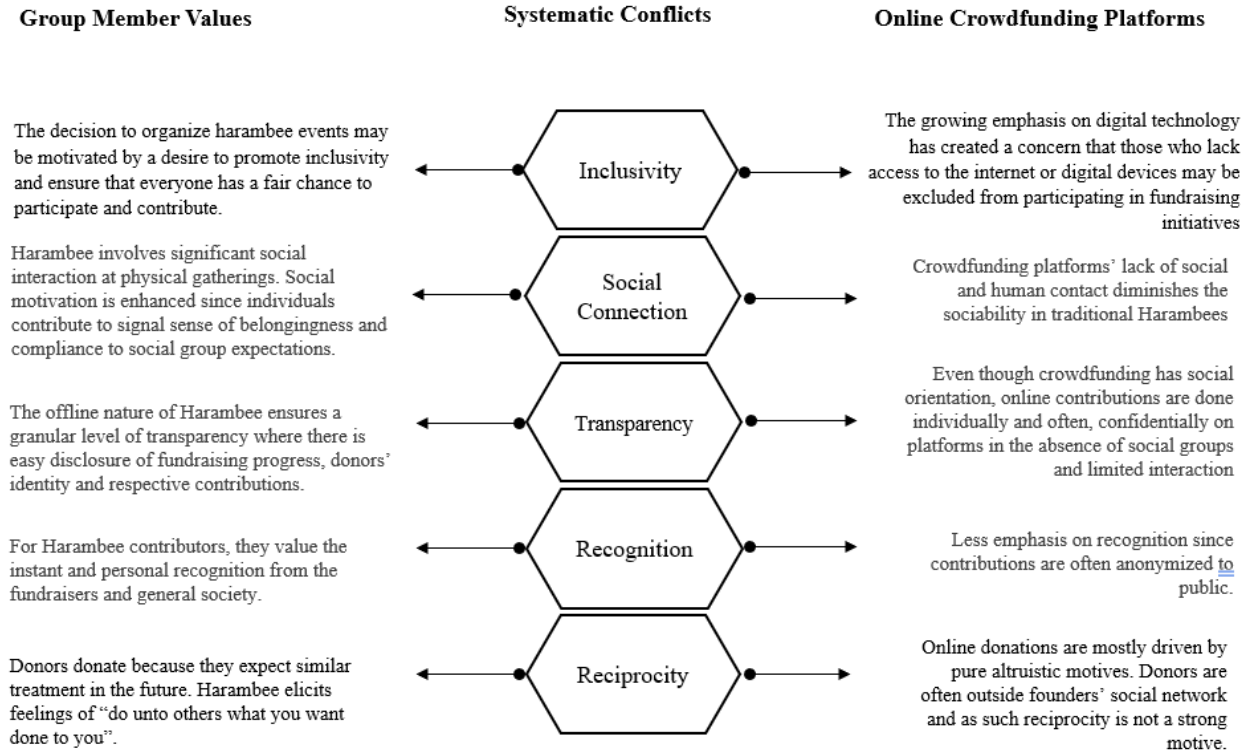 Group Member Values
Systematic Conflicts
Online Crowdfunding Platforms
The decision to organize harambee events may
be motivated by a desire to promote inclusivity
and ensure that everyone has a fair chance to
participate and contribute.
Inclusivity
The growing emphasis on digital technology
has created a concern that those who lack
access to the internet or digital devices may be
excluded from participating in fundraising
initiatives
Harambee involves significant social
interaction at physical gatherings. Social
motivation is enhanced since individuals
contribute to signal sense of belongingness and
compliance to social group expectations.
Social
Connection
Crowdfunding platforms’ lack of social
and human contact diminishes the
sociability in traditional Harambees
The offline nature of Harambee ensures a
granular level of transparency where there is
easy disclosure of fundraising progress, donors’
identity and respective contributions.
Transparency
Even though crowdfunding has social
orientation, online contributions are done
individually and often, confidentially on
platforms in the absence of social groups
and limited interaction
For Harambee contributors, they value the
instant and personal recognition from the
fundraisers and general society.
Recognition
Less emphasis on recognition since
contributions are often anonymized to
public.
Donors donate because they expect similar
treatment in the future. Harambee elicits
feelings of “do unto others what you want
done to you”.
Reciprocity
Online donations are mostly driven by
pure altruistic motives. Donors are
often outside founders’ social network
and as such reciprocity is not a strong
motive.